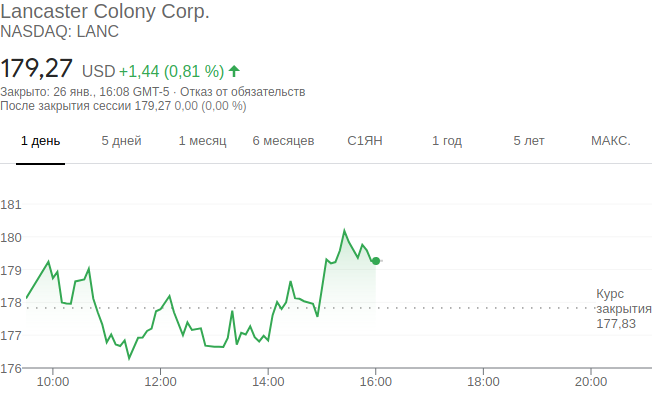 Lancaster Colony Corp.
NASDAQ: LANC
179,27 USD +1,44 (0,81 %)
Закрыто: 26 янв., 16:08 GMT-5 · Отказ от обязательств
После закрытия сессии 179,27 0,00 (0,00 %)
1 день 5 дней 1 месяц 6 месяцев С1ЯН 1 год 5 лет МАКС.
181
180
179
178
177
176
Курс
закрытия
177,83
10:00 12:00 14:00 16:00 18:00 20:00